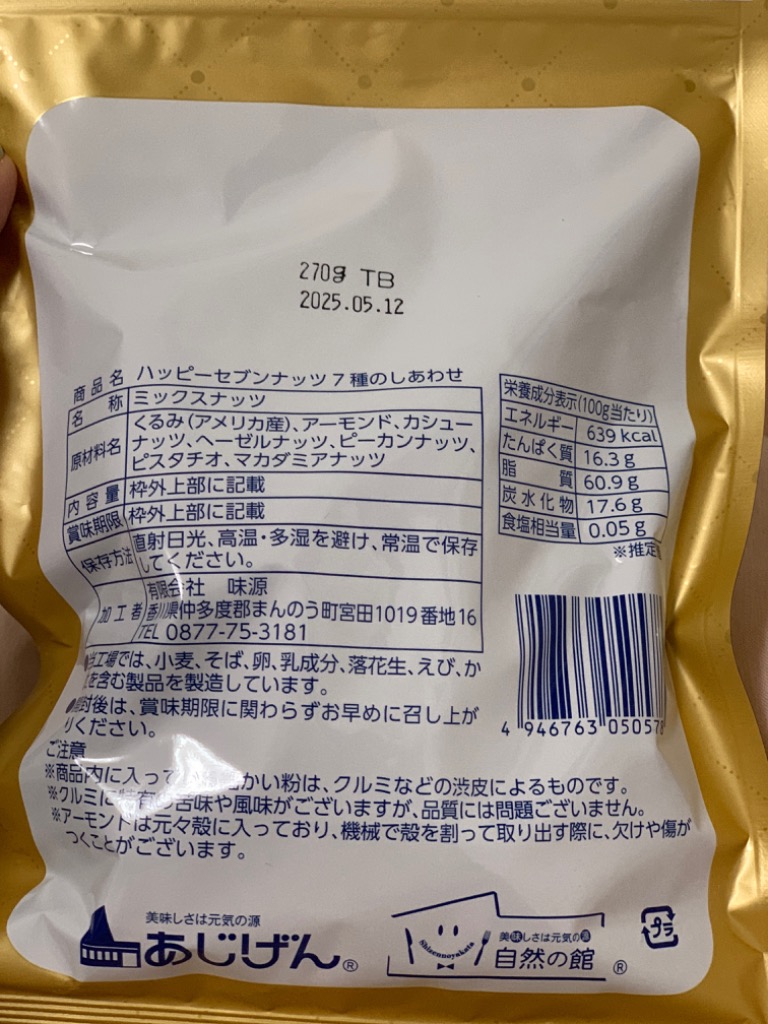 270g TB
2025.05.12
商品名 ハッピーセブンナッツ7種のしあわせ
名称 ミックスナッツ
原材料名 くるみ(アメリカ産)、アーモンド、カシュー
ナッツ、ヘーゼルナッツ、ピーカンナッツ、
ピスタチオ、マカダミアナッツ
内容量 枠外上部に記載
賞味期限 枠外上部に記載
保存方法 直射日光、高温・多湿を避け、常温で保存
してください。
加工者 有限会社 味源
香川県仲多度郡まんのう町宮田1019番地16
TEL 0877-75-3181
工場では、小麦、そば、卵、乳成分、落花生、えび、か
を含む製品を製造しています。
封後は、賞味期限に関わらずお早めに召し上が
りください。
ご注意
※商品内に入って かい粉は、クルミなどの渋皮によるものです。
※クルミに特有の苦味や風味がございますが、品質には問題ございません。
※アーモンドは元々殻に入っており、機械で殻を割って取り出す際に、欠けや傷が
つくことがございます。
栄養成分表示(100g当たり)
エネルギー 639 kcal
たんぱく質 16.3g
脂質 60.9g
炭水化物 17.6g
食塩相当量 0.05g
※推定
4 946763 050578
美味しさは元気の源
あじげん®
Shizennoyakata
美味しさは元気の源
自然の館®
プラ